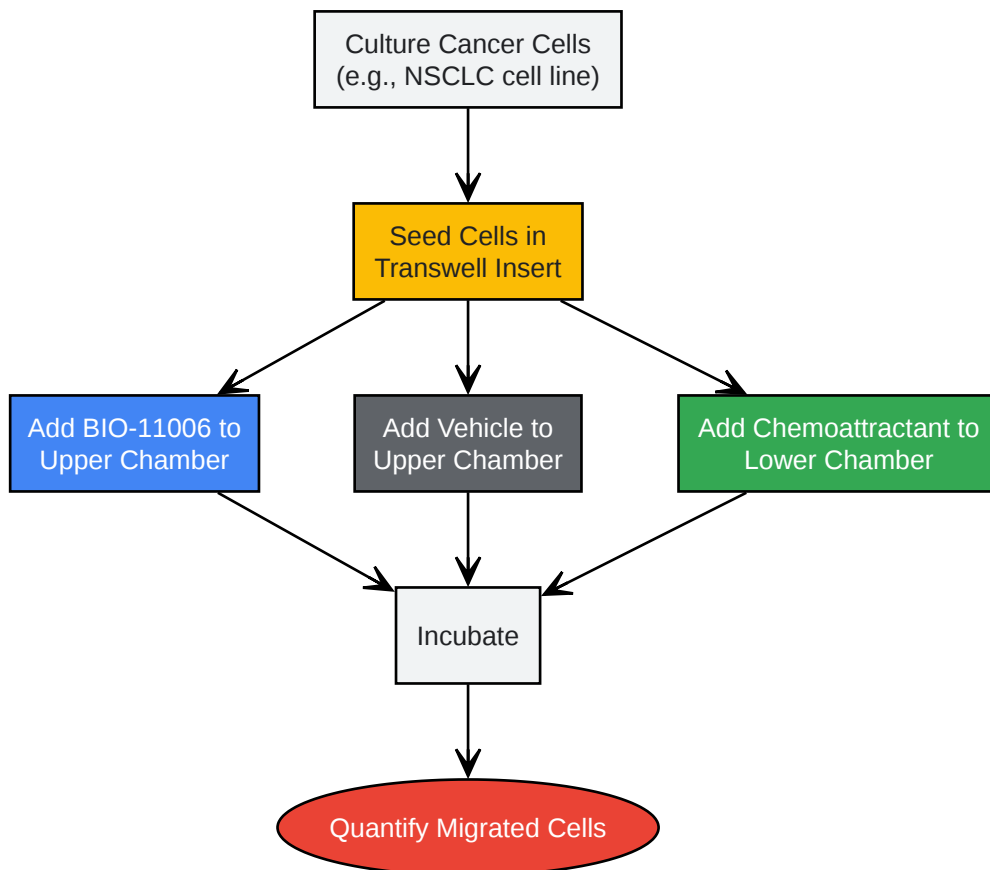 Culture Cancer Cells
(e.g., NSCLC cell line)
Seed Cells in
Transwell Insert
Add BIO-11006 to
Upper Chamber
Add Vehicle to
Upper Chamber
Add Chemoattractant to
Lower Chamber
Incubate
Quantify Migrated Cells